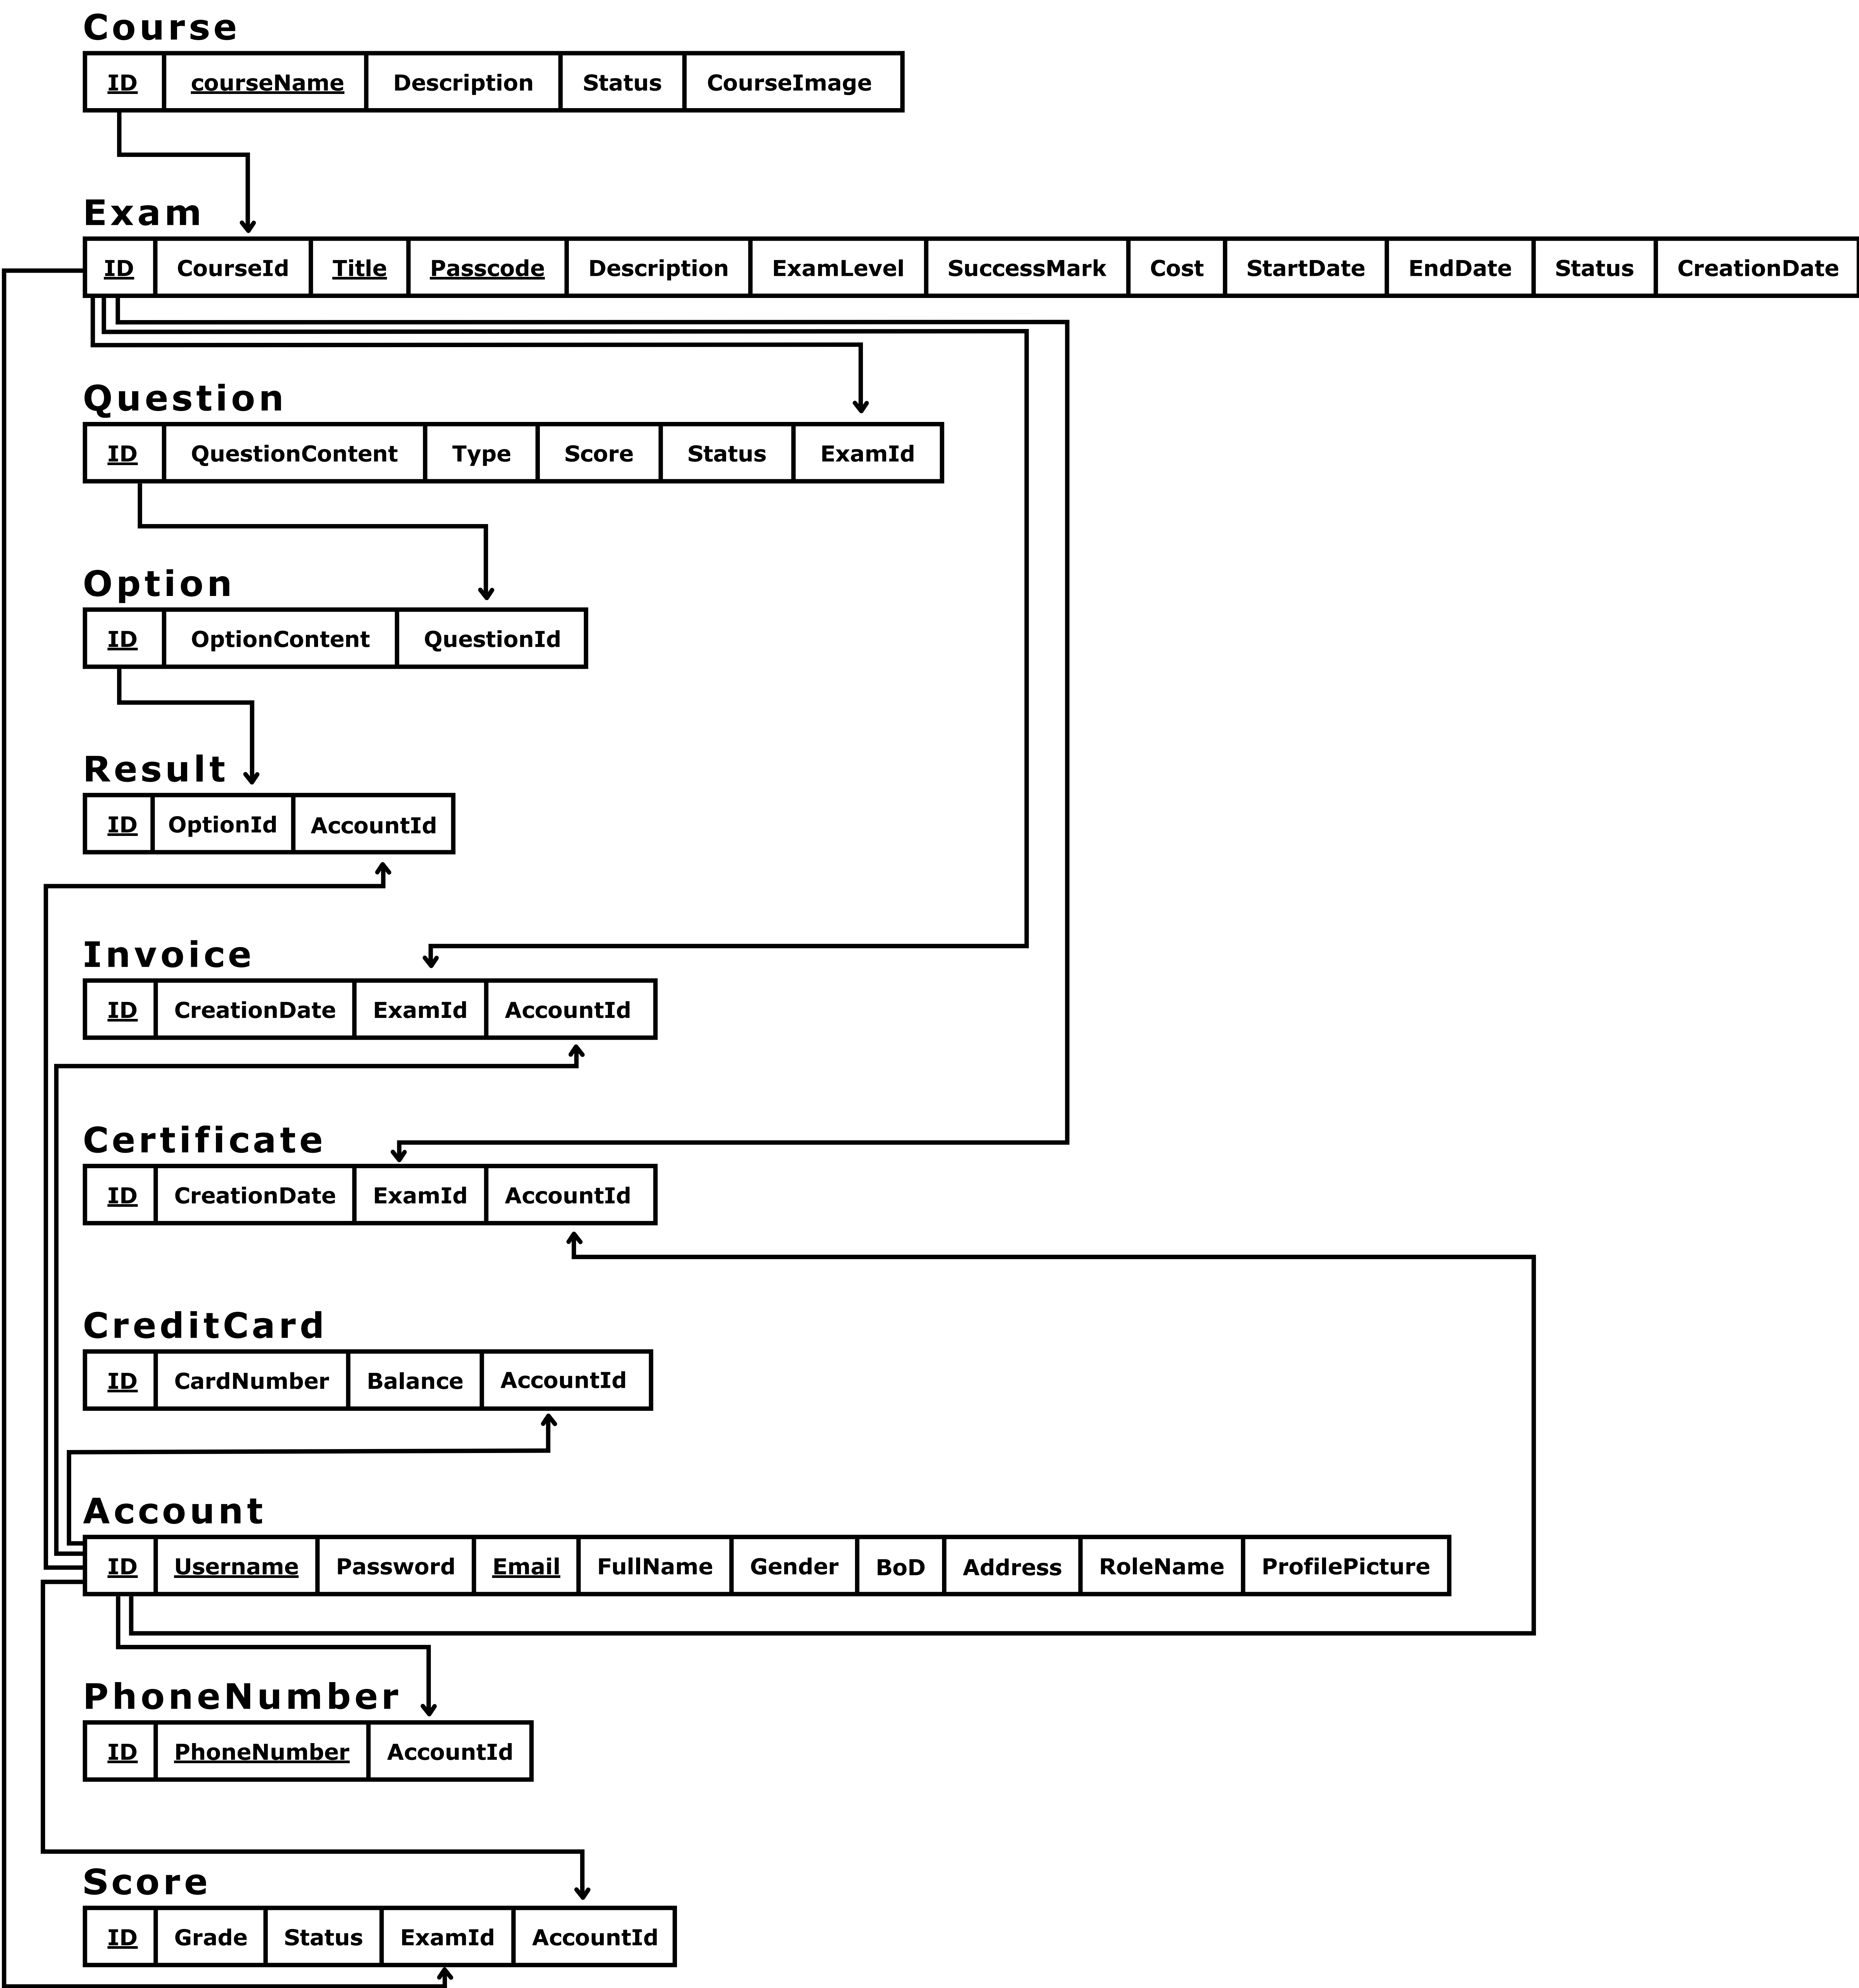 Course
ID courseName Description Status CourseImage
Exam
ID CourseId Title Passcode Description ExamLevel SuccessMark Cost StartDate EndDate Status CreationDate
Question
ID QuestionContent Type Score Status ExamId
Option
ID OptionContent QuestionId
Result
ID OptionId AccountId
Invoice
ID CreationDate ExamId AccountId
Certificate
ID CreationDate ExamId AccountId
CreditCard
ID CardNumber Balance AccountId
Account
ID Username Password Email FullName Gender BoD Address RoleName ProfilePicture
PhoneNumber
ID PhoneNumber AccountId
Score
ID Grade Status ExamId AccountId